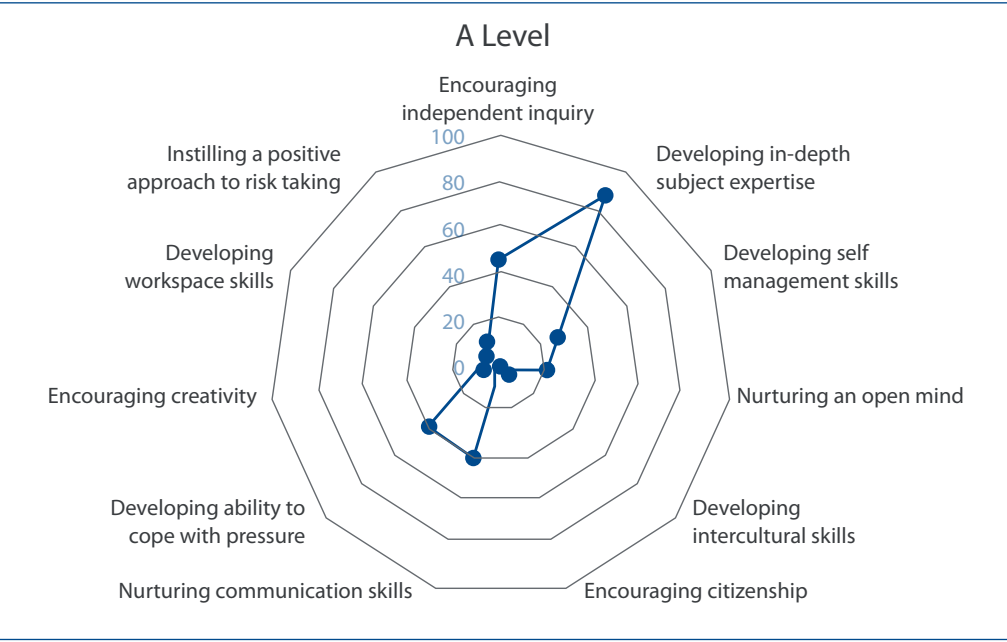 A Level
Encouraging
independent inquiry
100
80
60
40
20
0
Developing in-depth
subject expertise
Developing self
management skills
Nurturing an open mind
Developing
intercultural skills
Encouraging citizenship
Nurturing communication skills
Developing ability to
cope with pressure
Encouraging creativity
Developing
workspace skills
Instilling a positive
approach to risk taking